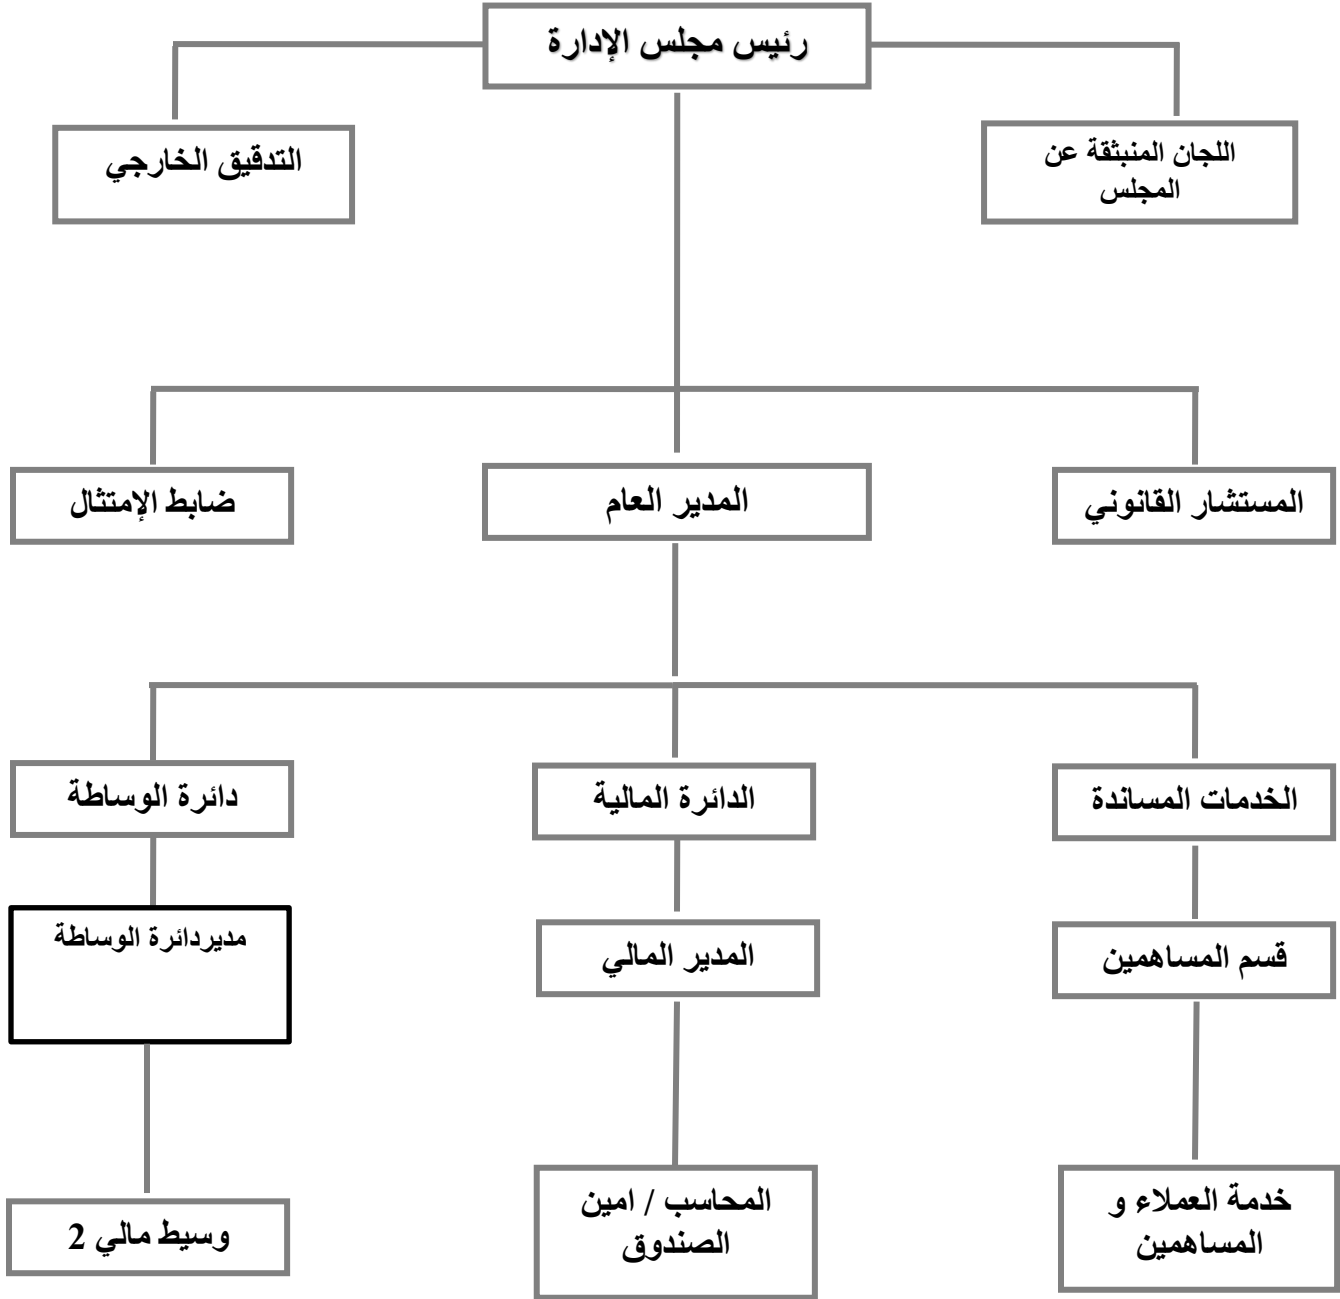 رئيس مجلس الإدارة
اللجان المنبثقة عن
المجلس
التدقيق الخارجي
المستشار القانوني
المدير العام
ضابط الإمتثال
الخدمات المساندة
الدائرة المالية
دائرة الوساطة
قسم المساهمين
المدير المالي
مديردائرة الوساطة
خدمة العملاء و
المساهمين
المحاسب / امين
الصندوق
وسيط مالي 2